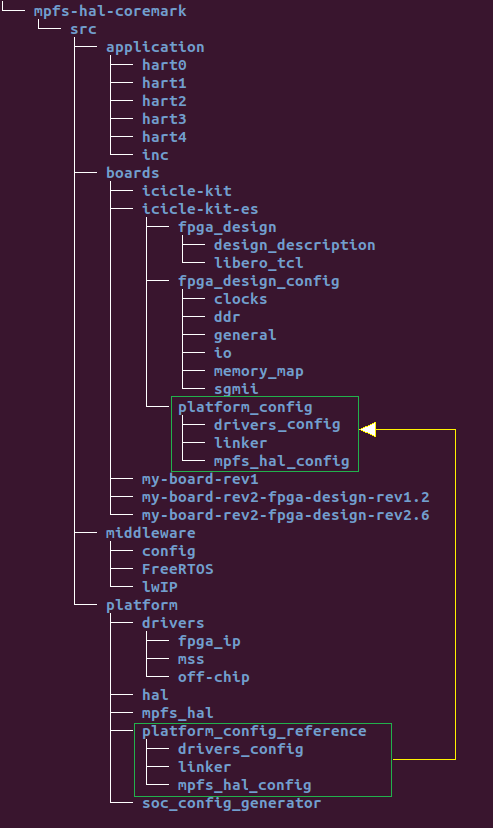 mpfs-hal-coremark
src
application
hart0
hart1
hart2
hart3
hart4
inc
boards
icicle-kit
icicle-kit-es
fpga_design
design_description
libero_tcl
fpga_design_config
clocks
ddr
general
io
memory_map
sgmii
platform_config
drivers_config
linker
mpfs_hal_config
my-board-rev1
my-board-rev2-fpga-design-rev1.2
my-board-rev2-fpga-design-rev2.6
middleware
config
FreeRTOS
lwIP
platform
drivers
fpga_ip
mss
off-chip
hal
mpfs_hal
platform_config_reference
drivers_config
linker
mpfs_hal_config
soc_config_generator